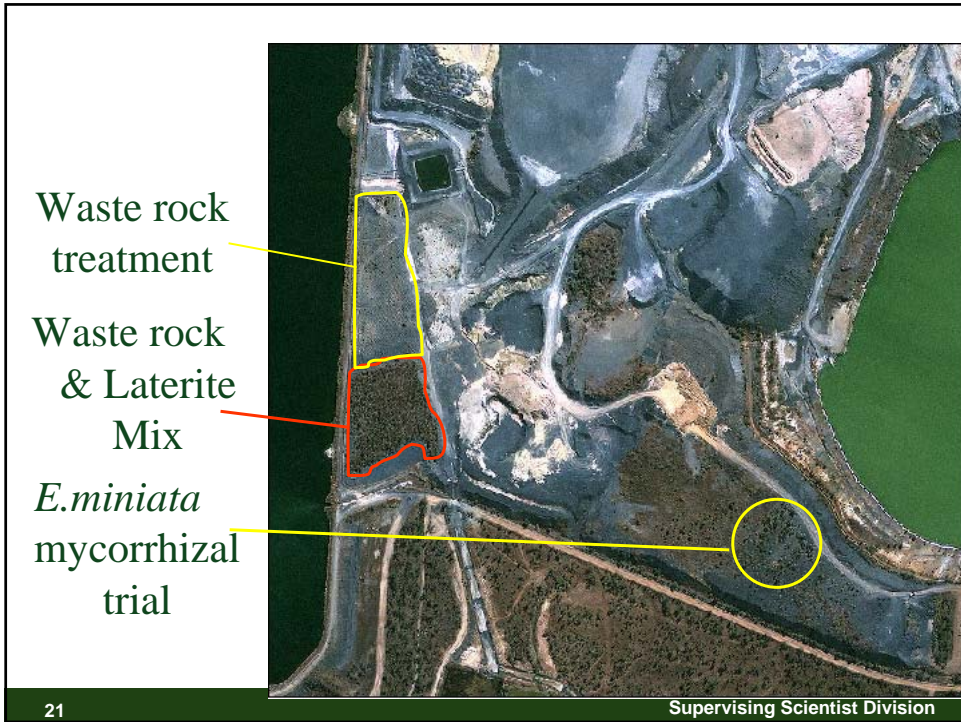 Waste rock
treatment
Waste rock
& Laterite
Mix
E.miniata
mycorrhizal
trial
21
Supervising Scientist Division